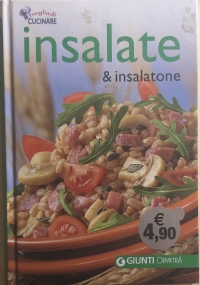 voglia di
CUCINARE
insalate
& insalatone
€
4,90
GIUNTI DEMETRA